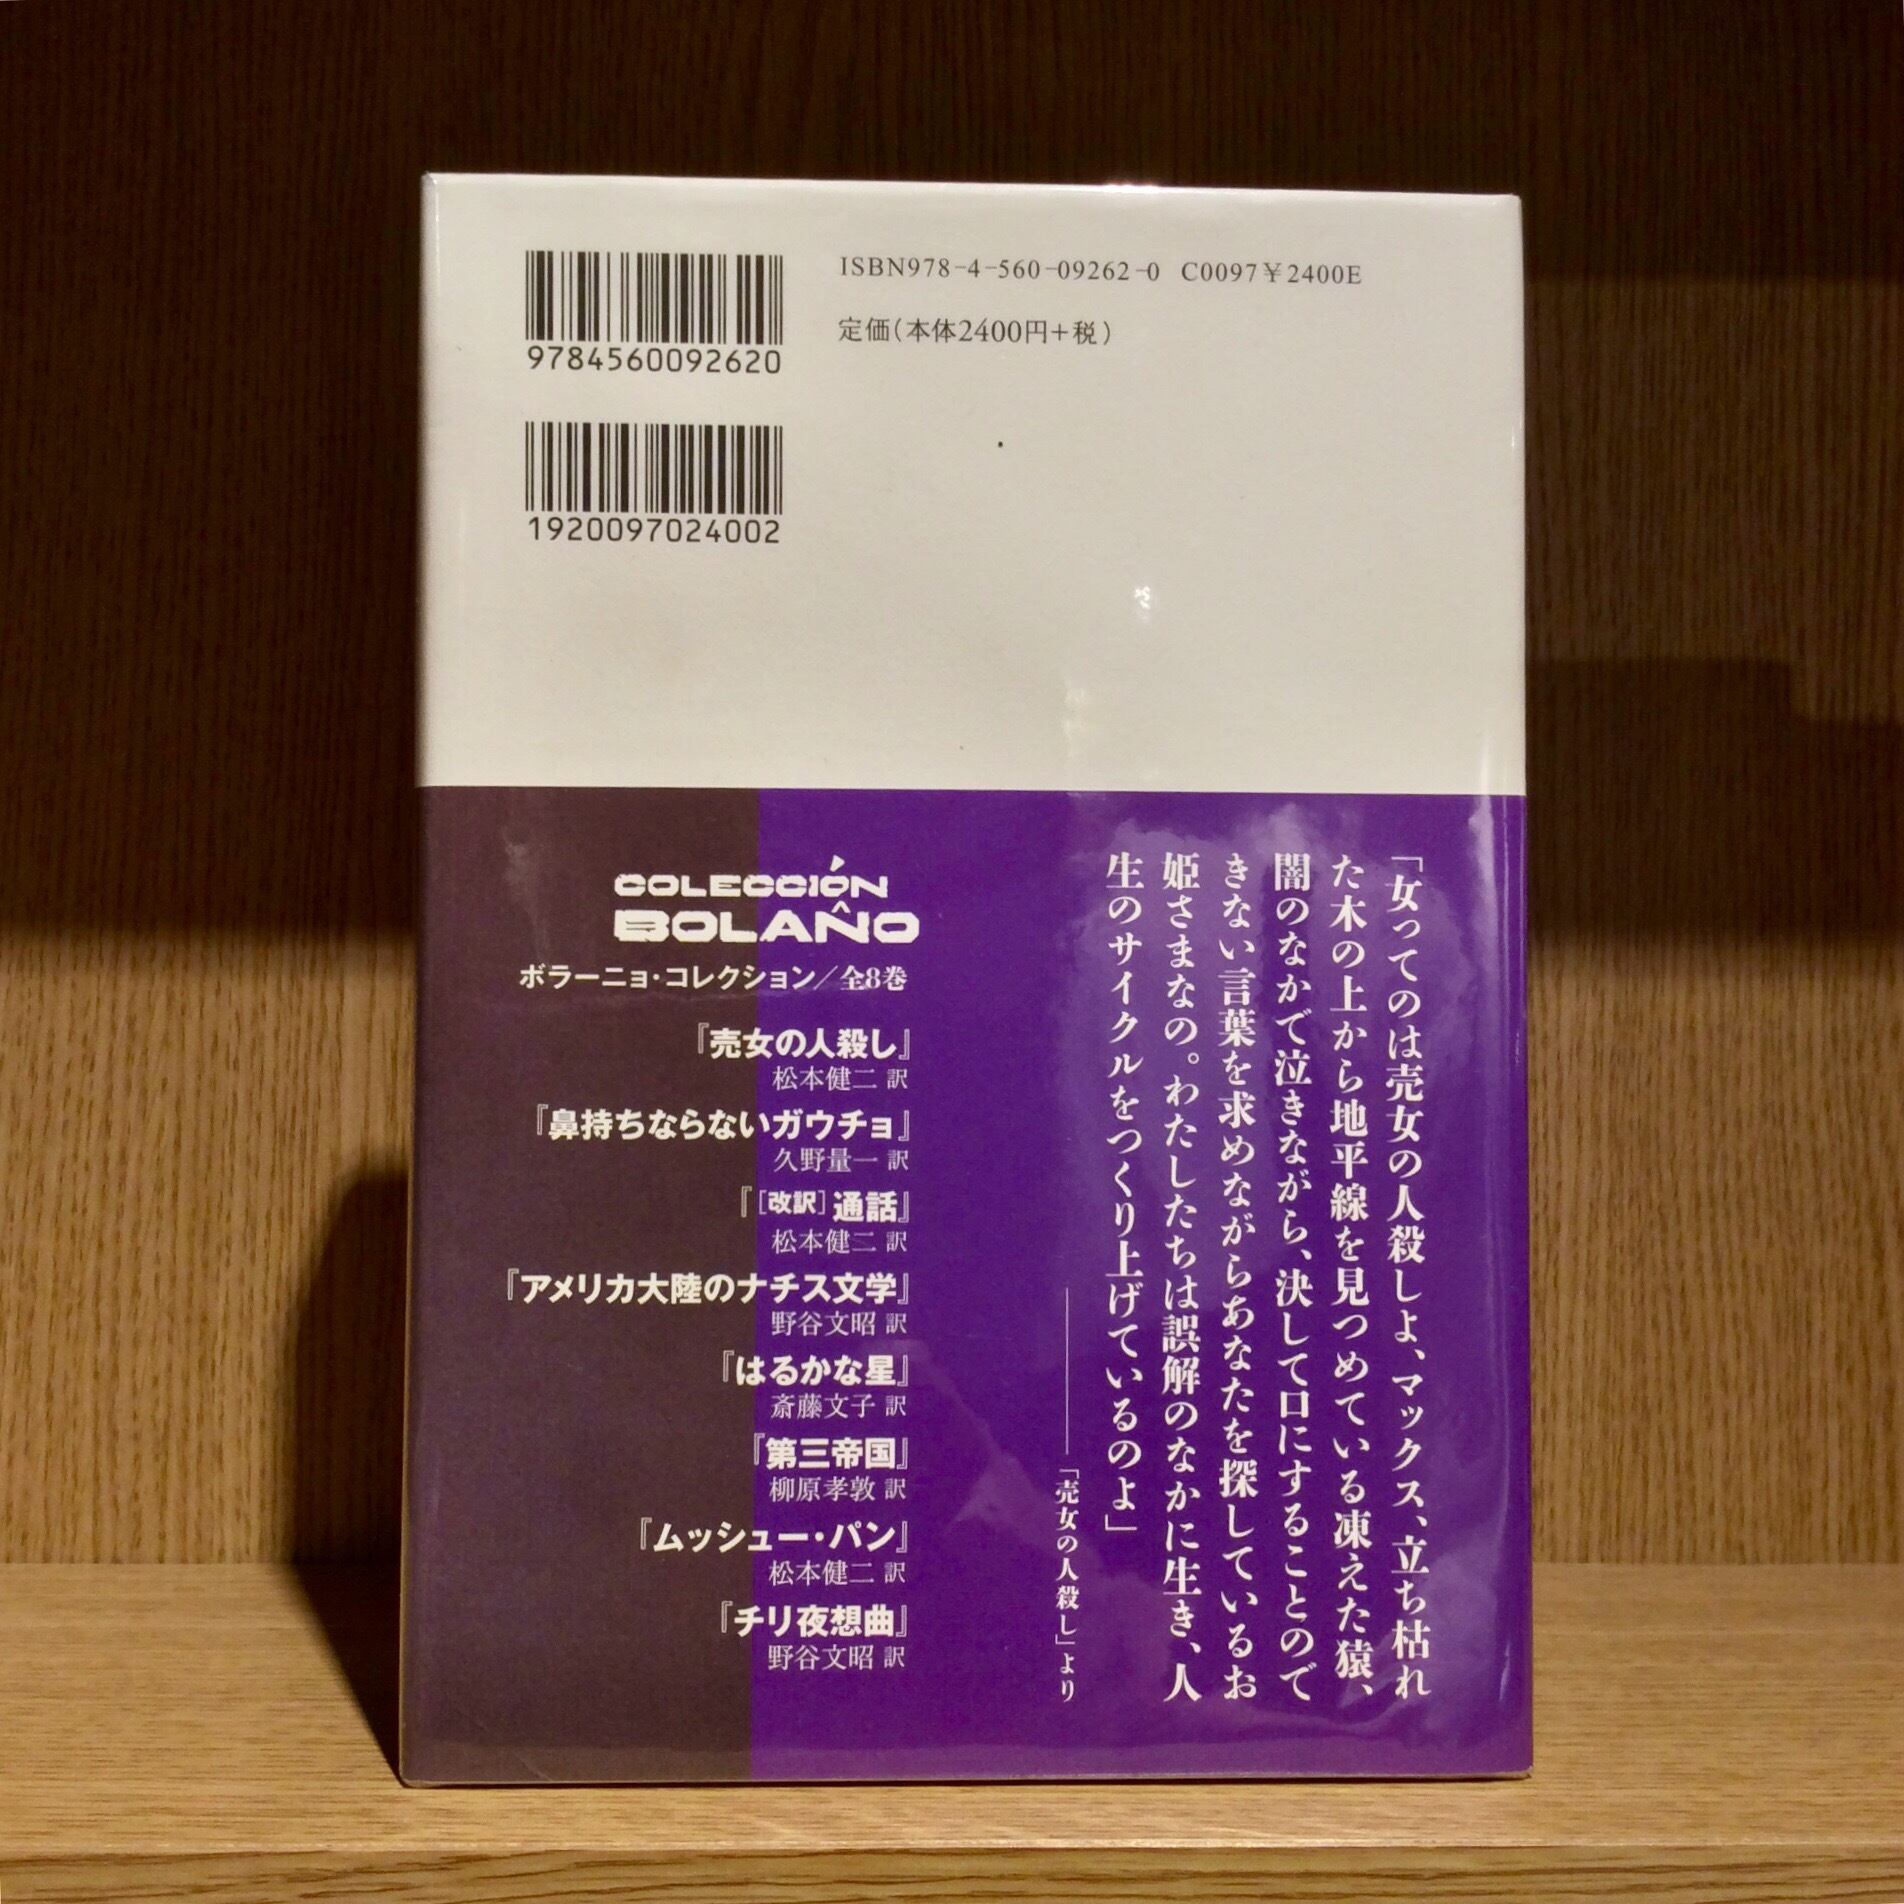 ISBN978-4-560-09262-0 C0097 ¥2400E
定価(本体2400円+税)
9784560092620
1920097024002
「女ってのは売女の人殺しよ、マックス、立ち枯れ
た木の上から地平線を見つめている凍えた猿、
闇のなかで泣きながら、決して口にすることので
きない言葉を求めながらあなたを探しているお
姫さまなの。わたしたちは誤解のなかに生き、人
生のサイクルをつくり上げているのよ」
――「売女の人殺し」より
COLECCIÓN
BOLAÑO
ボラーニョ・コレクション/全8巻
『売女の人殺し』
松本健二 訳
『鼻持ちならないガウチョ』
久野量一 訳
『[改訳]通話』
松本健二 訳
『アメリカ大陸のナチス文学』
野谷文昭 訳
『はるかな星』
斎藤文子 訳
『第三帝国』
柳原孝敦 訳
『ムッシュー・パン』
松本健二 訳
『チリ夜想曲』
野谷文昭 訳